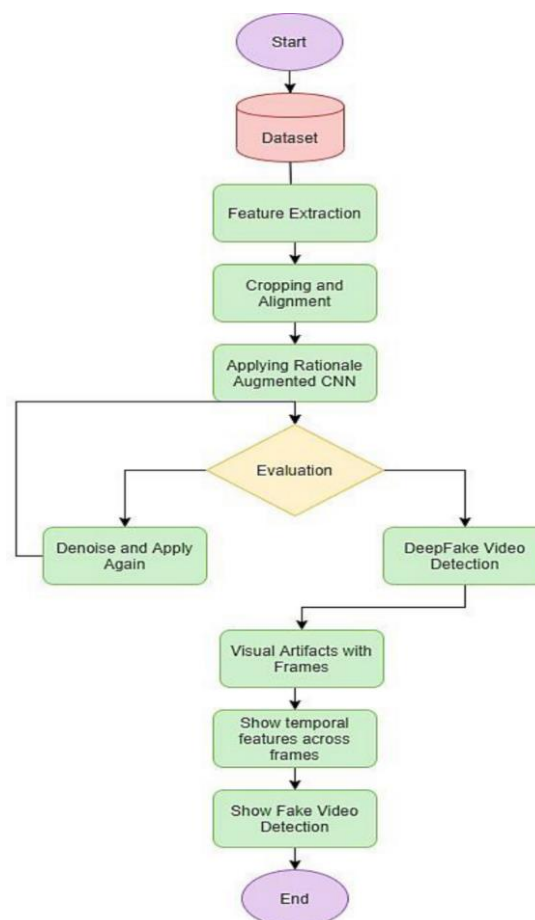 Start
Dataset
Feature Extraction
Cropping and
Alignment
Applying Rationale
Augmented CNN
Evaluation
Denoise and Apply
Again
DeepFake Video
Detection
Visual Artifacts with
Frames
Show temporal
features across
frames
Show Fake Video
Detection
End